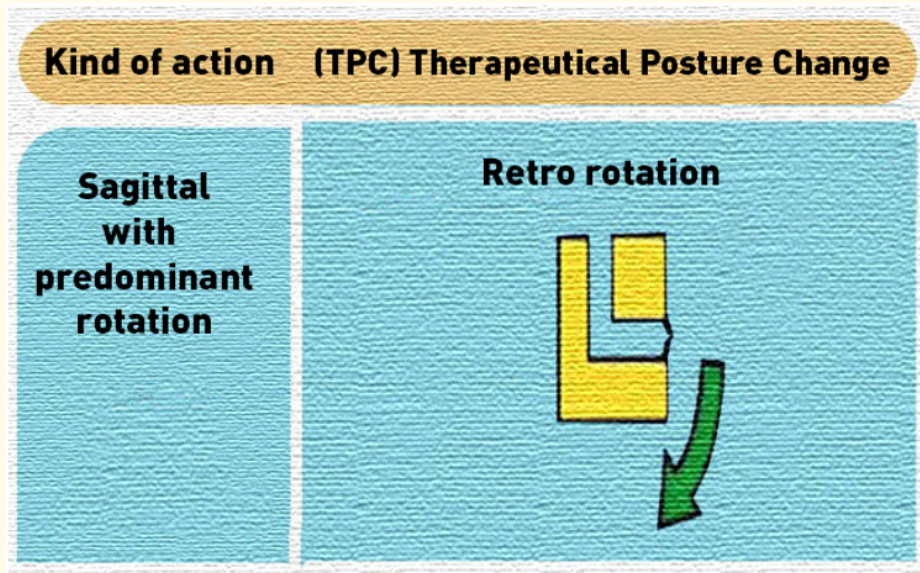 Kind of action (TPC) Therapeutical Posture Change
Sagittal
with
predominant
rotation
Retro rotation